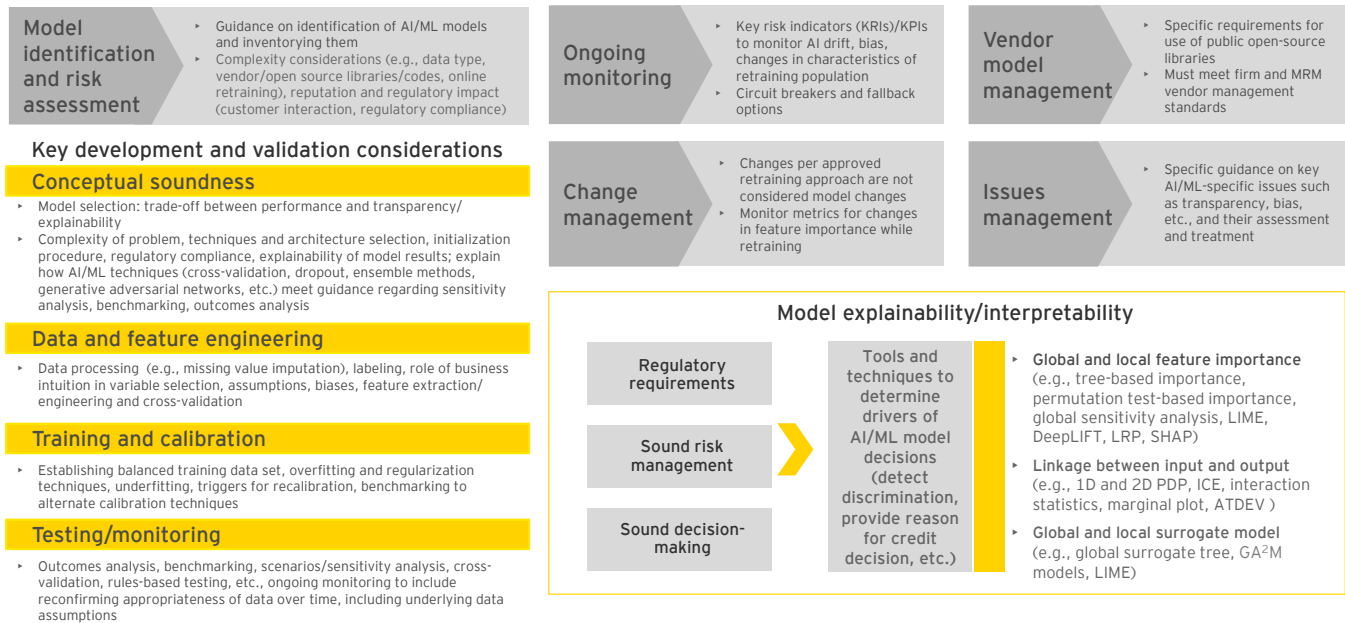 Model
identification
and risk
assessment
‣ Guidance on identification of AI/ML models
and inventorying them
‣ Complexity considerations (e.g., data type,
vendor/open source libraries/codes, online
retraining), reputation and regulatory impact
(customer interaction, regulatory compliance)
Key development and validation considerations
Conceptual soundness
‣ Model selection: trade-off between performance and transparency/
explainability
‣ Complexity of problem, techniques and architecture selection, initialization
procedure, regulatory compliance, explainability of model results; explain
how AI/ML techniques (cross-validation, dropout, ensemble methods,
generative adversarial networks, etc.) meet guidance regarding sensitivity
analysis, benchmarking, outcomes analysis
Data and feature engineering
‣ Data processing (e.g., missing value imputation), labeling, role of business
intuition in variable selection, assumptions, biases, feature extraction/
engineering and cross-validation
Training and calibration
‣ Establishing balanced training data set, overfitting and regularization
techniques, underfitting, triggers for recalibration, benchmarking to
alternate calibration techniques
Testing/monitoring
‣ Outcomes analysis, benchmarking, scenarios/sensitivity analysis, cross-
validation, rules-based testing, etc., ongoing monitoring to include
reconfirming appropriateness of data over time, including underlying data
assumptions
Ongoing
monitoring
‣ Key risk indicators (KRIs)/KPIs
to monitor AI drift, bias,
changes in characteristics of
retraining population
‣ Circuit breakers and fallback
options
Vendor
model
management
‣ Specific requirements for
use of public open-source
libraries
‣ Must meet firm and MRM
vendor management
standards
Change
management
‣ Changes per approved
retraining approach are not
considered model changes
‣ Monitor metrics for changes
in feature importance while
retraining
Issues
management
‣ Specific guidance on key
AI/ML-specific issues such
as transparency, bias,
etc., and their assessment
and treatment
Model explainability/interpretability
Regulatory
requirements
Sound risk
management
Sound decision-
making
Tools and
techniques to
determine
drivers of
AI/ML model
decisions
(detect
discrimination,
provide reason
for credit
decision, etc.)
‣ Global and local feature importance
(e.g., tree-based importance,
permutation test-based importance,
global sensitivity analysis, LIME,
DeepLIFT, LRP, SHAP)
‣ Linkage between input and output
(e.g., 1D and 2D PDP, ICE, interaction
statistics, marginal plot, ATDEV )
‣ Global and local surrogate model
(e.g., global surrogate tree, GA²M
models, LIME)